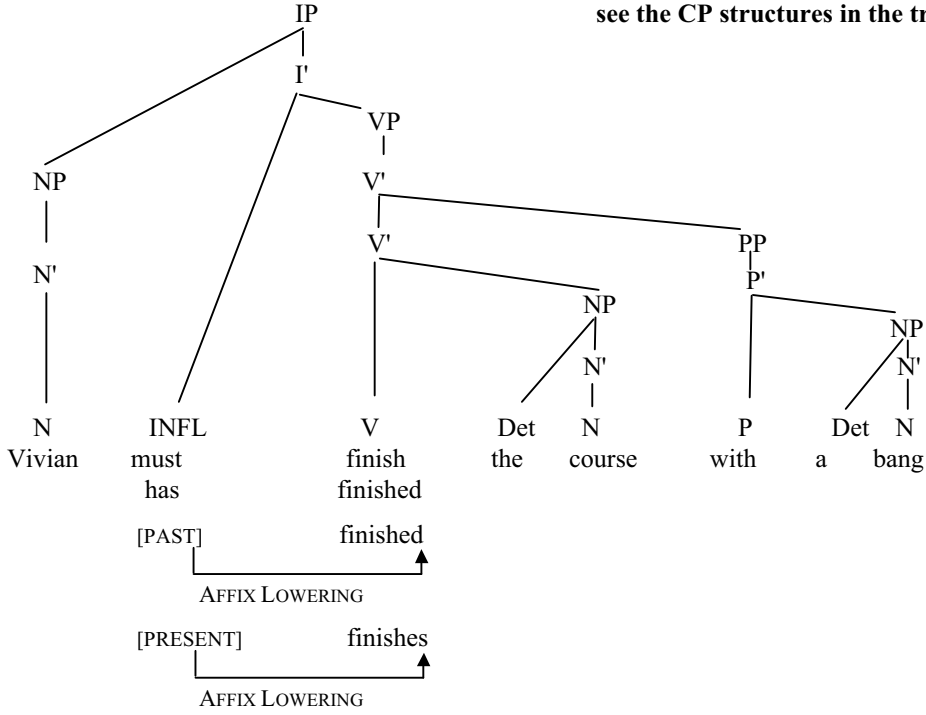 IP
see the CP structures in the
I'
VP
NP
V'
V'
PP
N'
P'
NP
NP
N'
N'
N INFL V Det N P Det N
Vivian must finish the course with a bang
has finished
[PAST] finished
AFFIX LOWERING
[PRESENT] finishes
AFFIX LOWERING